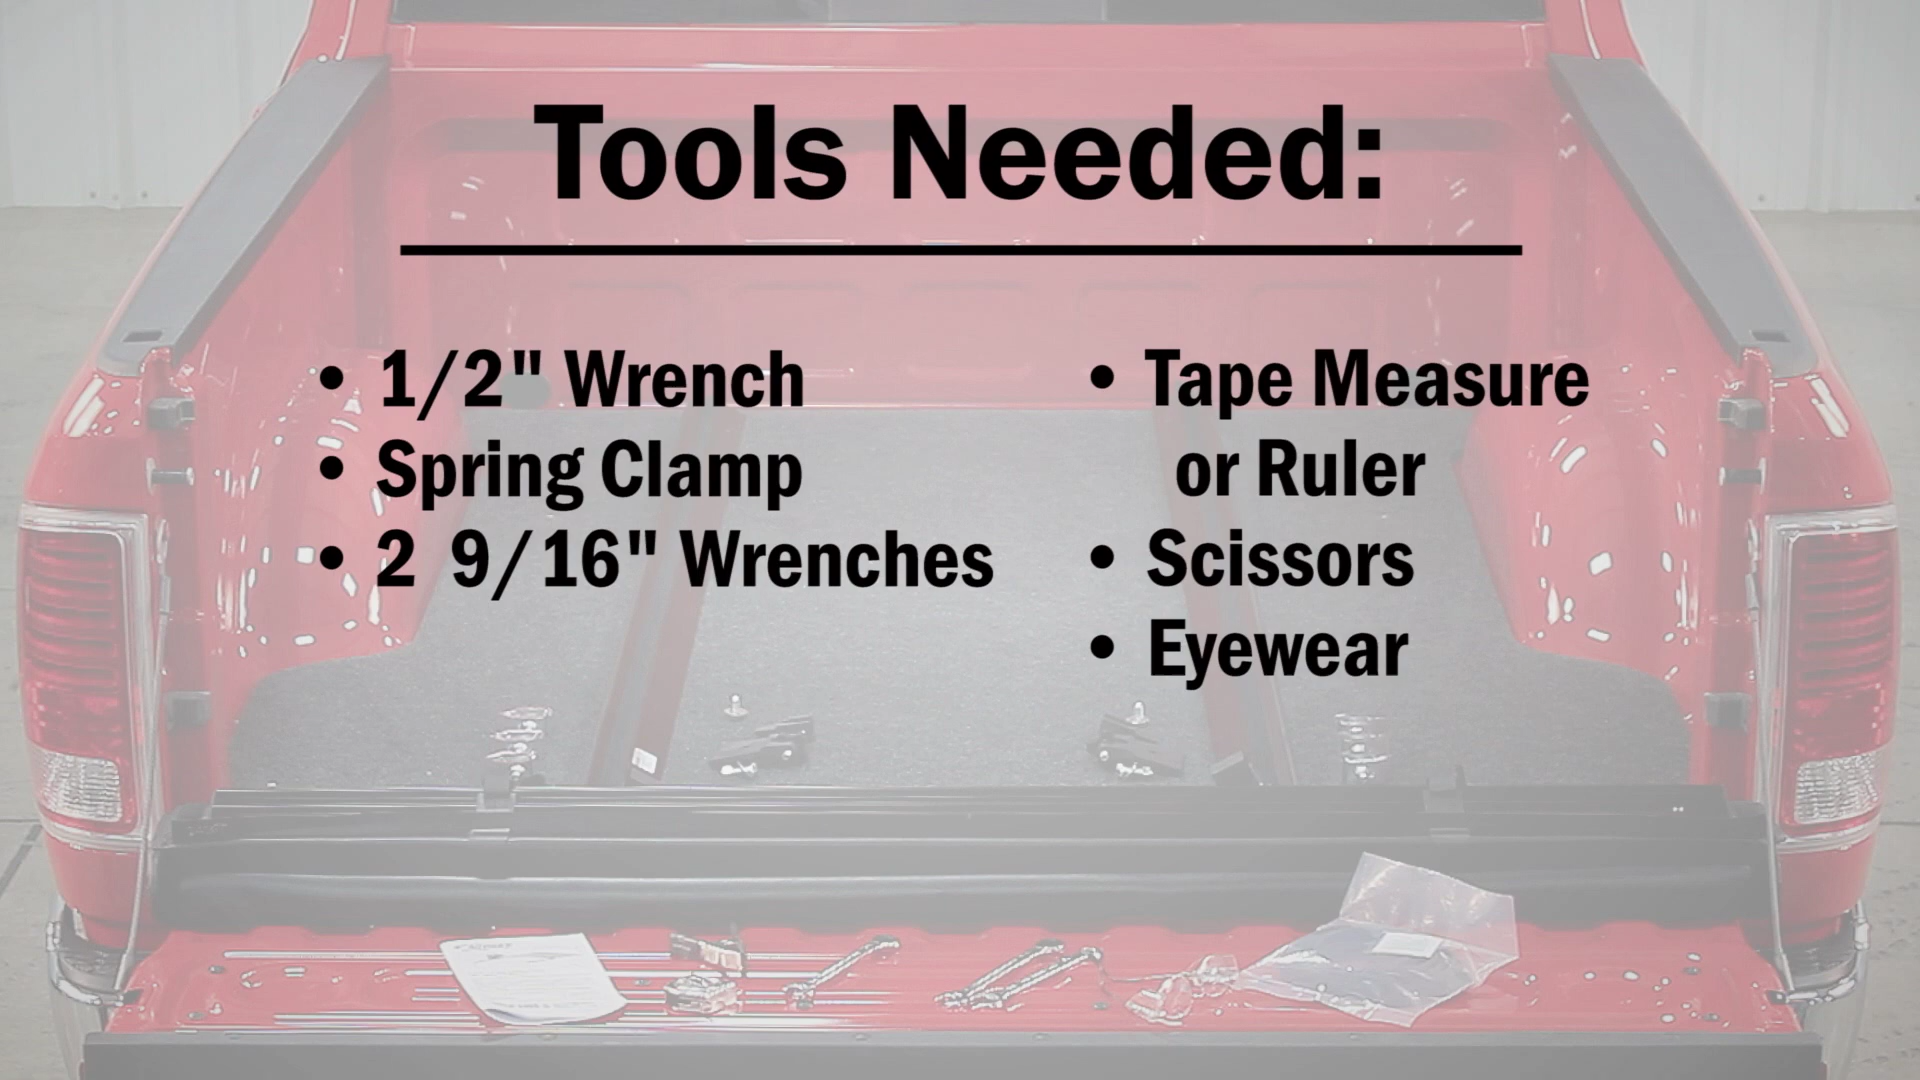 Tools Needed:
• 1/2" Wrench
• Spring Clamp
• 2 9/16" Wrenches
• Tape Measure
or Ruler
• Scissors
• Eyewear